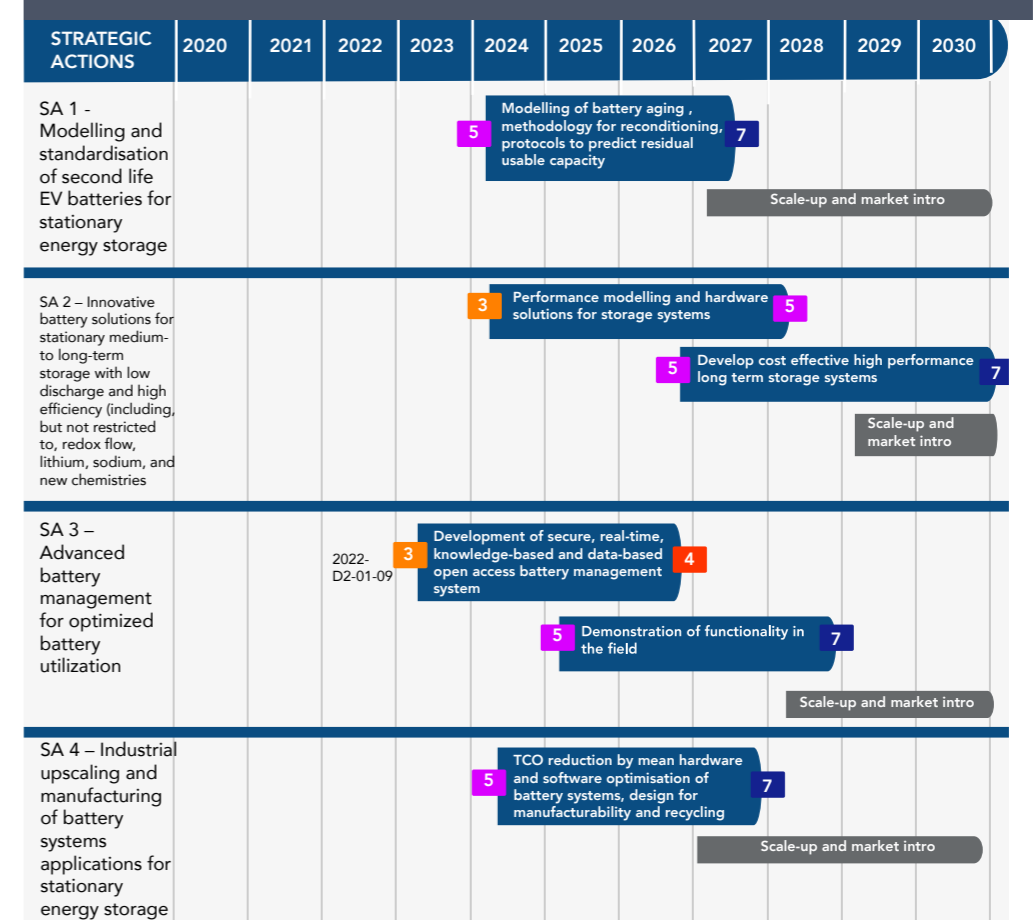 STRATEGIC
ACTIONS
2020 2021 2022 2023 2024 2025 2026 2027 2028 2029 2030
SA 1 -
Modelling and
standardisation
of second life
EV batteries for
stationary
energy storage
5
Modelling of battery aging ,
methodology for reconditioning,
protocols to predict residual
usable capacity
7
Scale-up and market intro
SA 2 – Innovative
battery solutions for
stationary medium-
to long-term
storage with low
discharge and high
efficiency (including,
but not restricted
to, redox flow,
lithium, sodium, and
new chemistries
3
Performance modelling and hardware
solutions for storage systems
5
5
Develop cost effective high performance
long term storage systems
7
Scale-up and
market intro
SA 3 –
Advanced
battery
management
for optimized
battery
utilization
2022-
D2-01-09
3
Development of secure, real-time,
knowledge-based and data-based
open access battery management
system
4
5
Demonstration of functionality in
the field
7
Scale-up and market intro
SA 4 – Industrial
upscaling and
manufacturing
of battery
systems
applications for
stationary
energy storage
5
TCO reduction by mean hardware
and software optimisation of
battery systems, design for
manufacturability and recycling
7
Scale-up and market intro